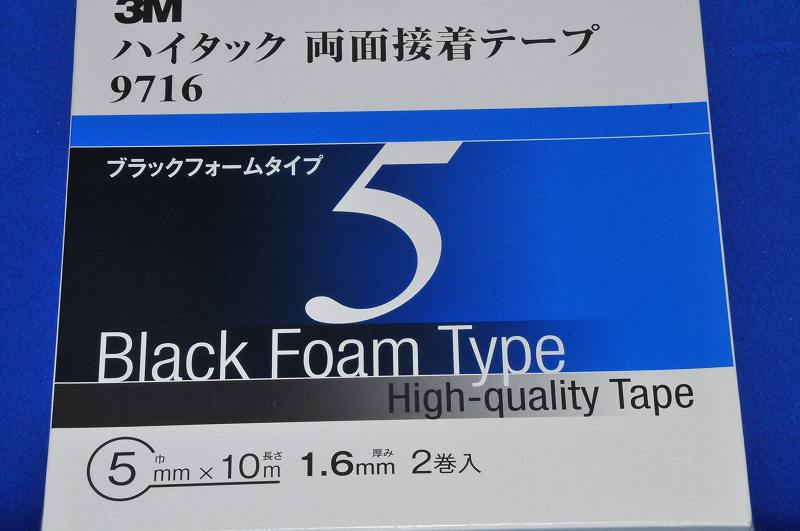 3M
ハイタック 両面接着テープ
9716
ブラックフォームタイプ
5
Black Foam Type
High-quality Tape
5 巾 mm × 10 長さ m 1.6 厚み mm 2巻入